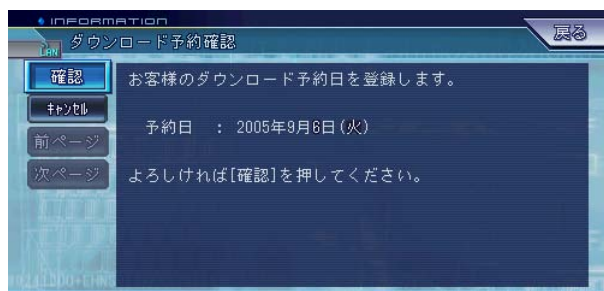 INFORMATION
LAN
ダウンロード予約確認
戻る
確認
キャンセル
前ページ
次ページ
お客様のダウンロード予約日を登録します。
予約日 : 2005年9月6日(火)
よろしければ[確認]を押してください。